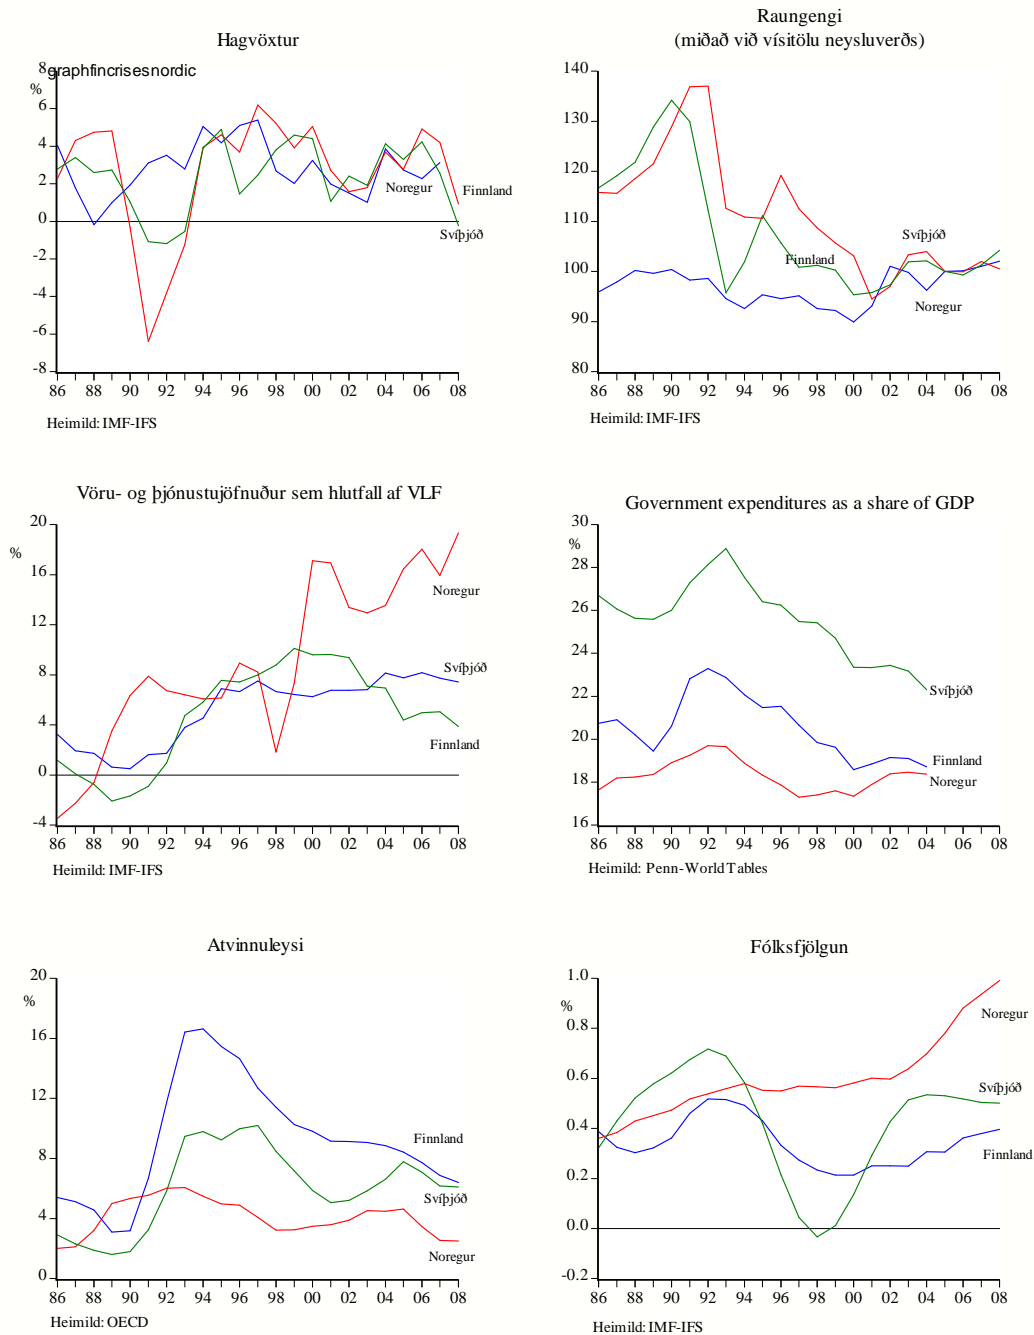 Hagvöxtur
graphfincrisesnordic
%
8
6
4
2
0
-2
-4
-6
-8
Noregur
Finnland
Svíþjóð
86 88 90 92 94 96 98 00 02 04 06 08
Heimild: IMF-IFS
Raungengi
(miðað við vísitölu neysluverðs)
140
130
120
110
100
90
80
Svíþjóð
Finnland
Noregur
86 88 90 92 94 96 98 00 02 04 06 08
Heimild: IMF-IFS
Vöru- og þjónustujöfnuður sem hlutfall af VLF
%
20
16
12
8
4
0
-4
Noregur
Svíþjóð
Finnland
86 88 90 92 94 96 98 00 02 04 06 08
Heimild: IMF-IFS
Government expenditures as a share of GDP
%
30
28
26
24
22
20
18
16
Svíþjóð
Finnland
Noregur
86 88 90 92 94 96 98 00 02 04 06 08
Heimild: Penn-World Tables
Atvinnuleysi
%
20
16
12
8
4
0
Finnland
Svíþjóð
Noregur
86 88 90 92 94 96 98 00 02 04 06 08
Heimild: OECD
Fólksfjölgun
%
1.0
0.8
0.6
0.4
0.2
0.0
-0.2
Noregur
Svíþjóð
Finnland
86 88 90 92 94 96 98 00 02 04 06 08
Heimild: IMF-IFS